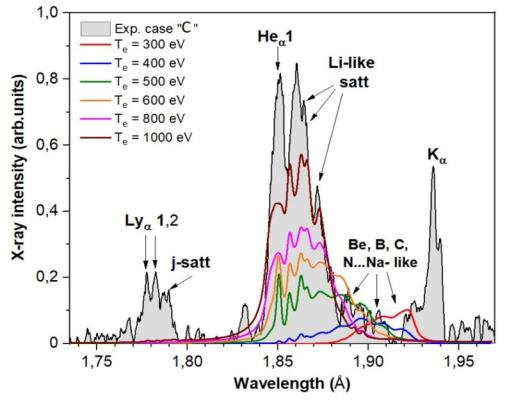 1,0
0,8
0,6
0,4
0,2
0
X-ray intensity (arb.units)
1,75
1,80
1,85
1,90
1,95
Wavelength (Å)
Exp. case "C"
Te = 300 eV
Te = 400 eV
Te = 500 eV
Te = 600 eV
Te = 800 eV
Te = 1000 eV
Heα1
Li-like
satt
Kα
Lyα 1,2
j-satt
Be, B, C,
N...Na- like